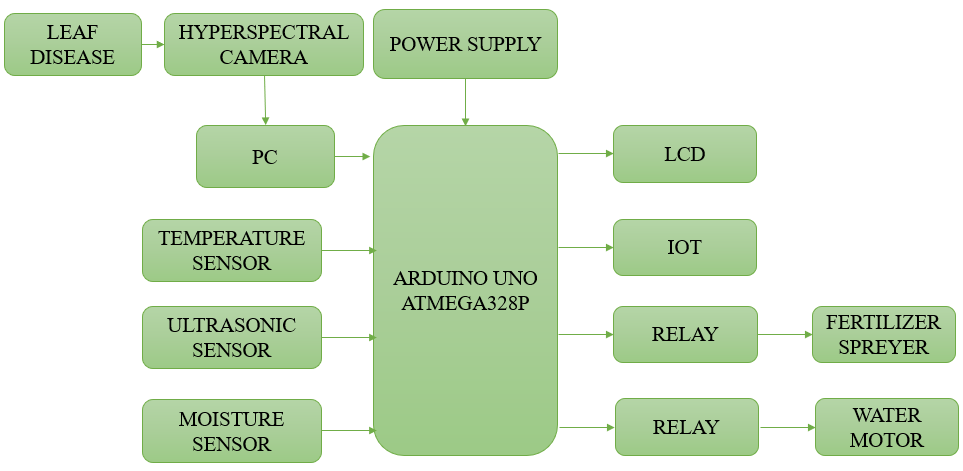 LEAF
DISEASE
HYPERSPECTRAL
CAMERA
POWER SUPPLY
PC
LCD
TEMPERATURE
SENSOR
IOT
ARDUINO UNO
ATMEGA328P
ULTRASONIC
SENSOR
RELAY
FERTILIZER
SPREYER
MOISTURE
SENSOR
RELAY
WATER
MOTOR